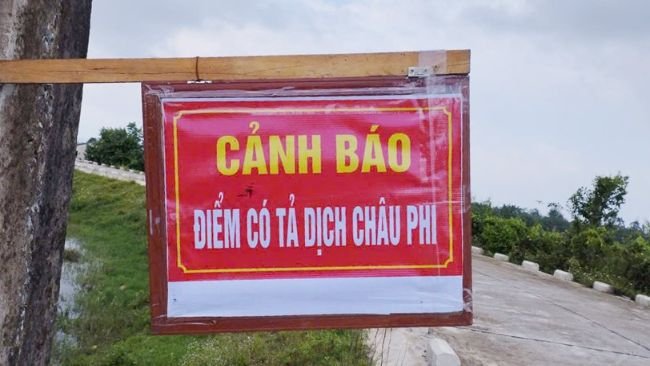 CẢNH BÁO
ĐIỂM CÓ TẢ DỊCH CHÂU PHI